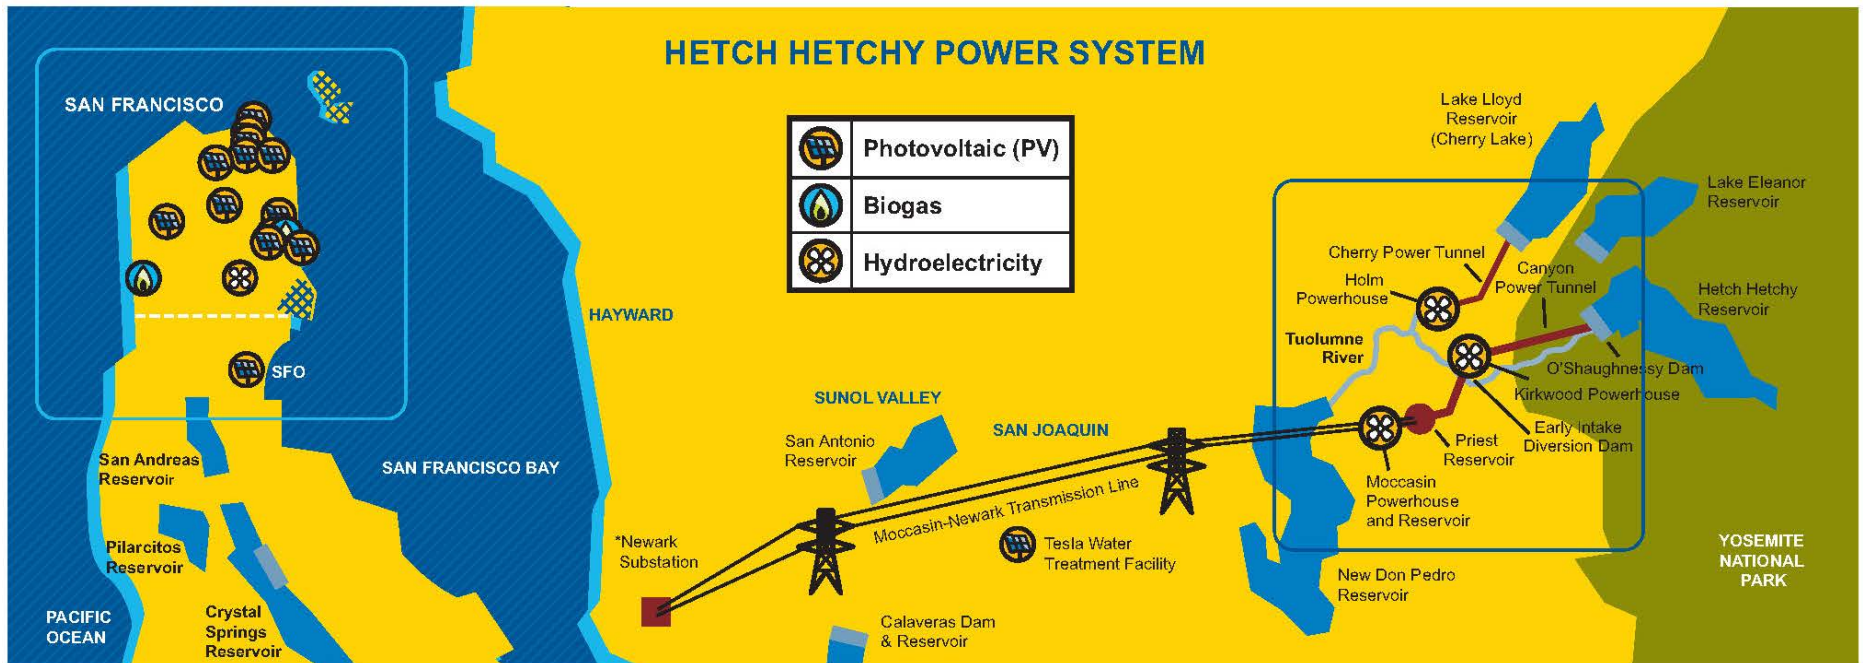 HETCH HETCHY POWER SYSTEM
SAN FRANCISCO
Photovoltaic (PV)
Biogas
Hydroelectricity
Lake Lloyd
Reservoir
(Cherry Lake)
Lake Eleanor
Reservoir
Cherry Power Tunnel
Canyon
Power Tunnel
Holm
Powerhouse
Hetch Hetchy
Reservoir
HAYWARD
Tuolumne
River
O'Shaughnessy Dam
Kirkwood Powerhouse
SFO
SUNOL VALLEY
SAN JOAQUIN
San Antonio
Reservoir
Priest
Reservoir
Early Intake
Diversion Dam
San Andreas
Reservoir
SAN FRANCISCO BAY
Moccasin
Powerhouse
and Reservoir
Moccasin-Newark Transmission Line
*Newark
Substation
Tesla Water
Treatment Facility
Pilarcitos
Reservoir
New Don Pedro
Reservoir
YOSEMITE
NATIONAL
PARK
PACIFIC
OCEAN
Crystal
Springs
Reservoir
Calaveras Dam
& Reservoir